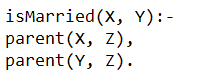 isMarried(X, Y):-
parent(X, Z),
parent(Y, Z).